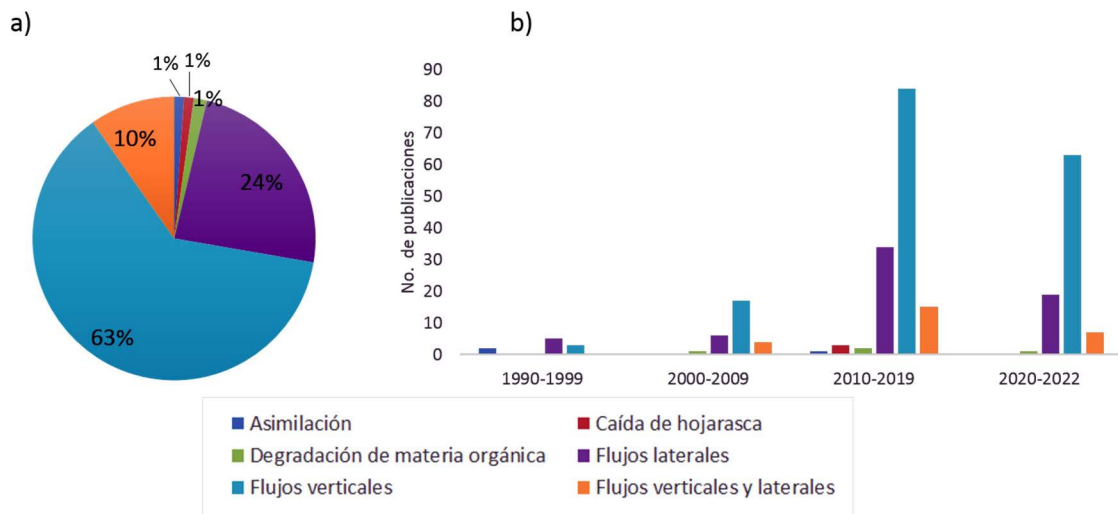 a)
b)
1%
1%
1%
10%
24%
63%
No. de publicaciones
90
80
70
60
50
40
30
20
10
0
1990-1999
2000-2009
2010-2019
2020-2022
Asimilación
Caída de hojarasca
Degradación de materia orgánica
Flujos laterales
Flujos verticales
Flujos verticales y laterales